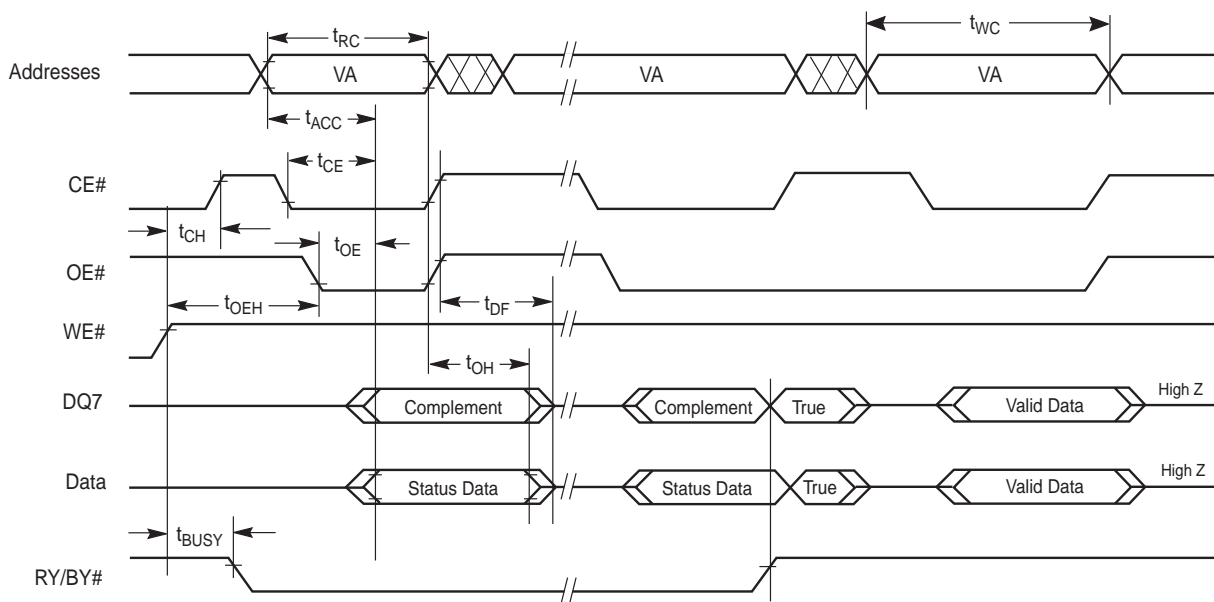 tRC
tWC
Addresses
VA
VA
VA
tACC
tCE
CE#
tCH
tOE
OE#
tOEH
tDF
WE#
tOH
DQ7
Complement
Complement
True
Valid Data
High Z
Data
Status Data
Status Data
True
Valid Data
High Z
tBUSY
RY/BY#